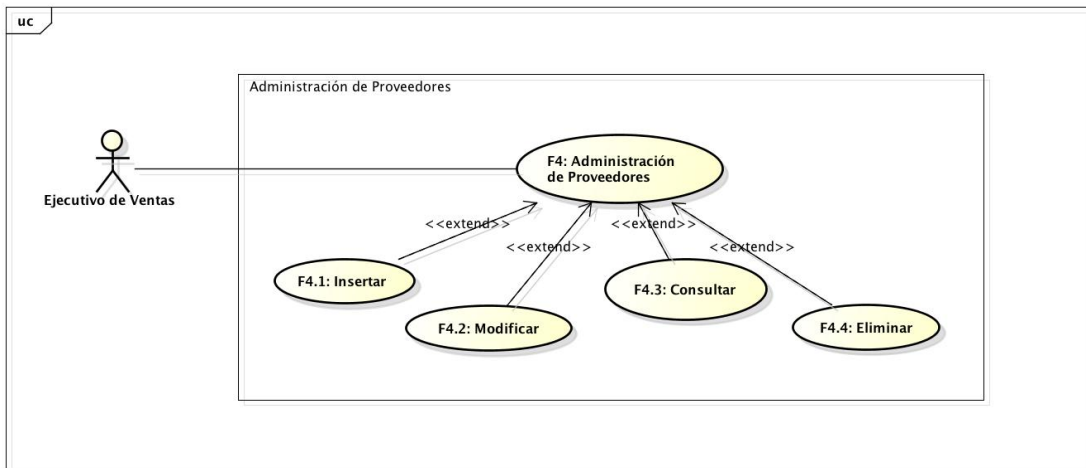 uc
Administración de Proveedores
F4: Administración
de Proveedores
Ejecutivo de Ventas
<<extend>>
<<extend>>
<<extend>>
<<extend>>
F4.1: Insertar
F4.2: Modificar
F4.3: Consultar
F4.4: Eliminar